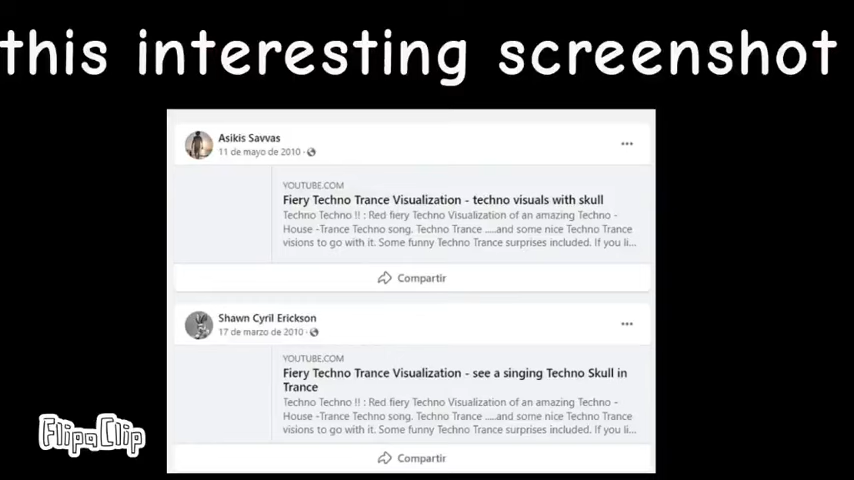 this interesting screenshot
Asikis Savvas
11 de mayo de 2010 ·
YOUTUBE.COM
Fiery Techno Trance Visualization - techno visuals with skull
Techno Techno !! : Red fiery Techno Visualization of an amazing Techno -
House -Trance Techno song. Techno Trance .....and some nice Techno Trance
visions to go with it. Some funny Techno Trance surprises included. If you li...
Compartir
Shawn Cyril Erickson
17 de marzo de 2010 ·
YOUTUBE.COM
Fiery Techno Trance Visualization - see a singing Techno Skull in
Trance
Techno Techno !! : Red fiery Techno Visualization of an amazing Techno -
House -Trance Techno song. Techno Trance .....and some nice Techno Trance
visions to go with it. Some funny Techno Trance surprises included. If you li...
Compartir
FlipaClip